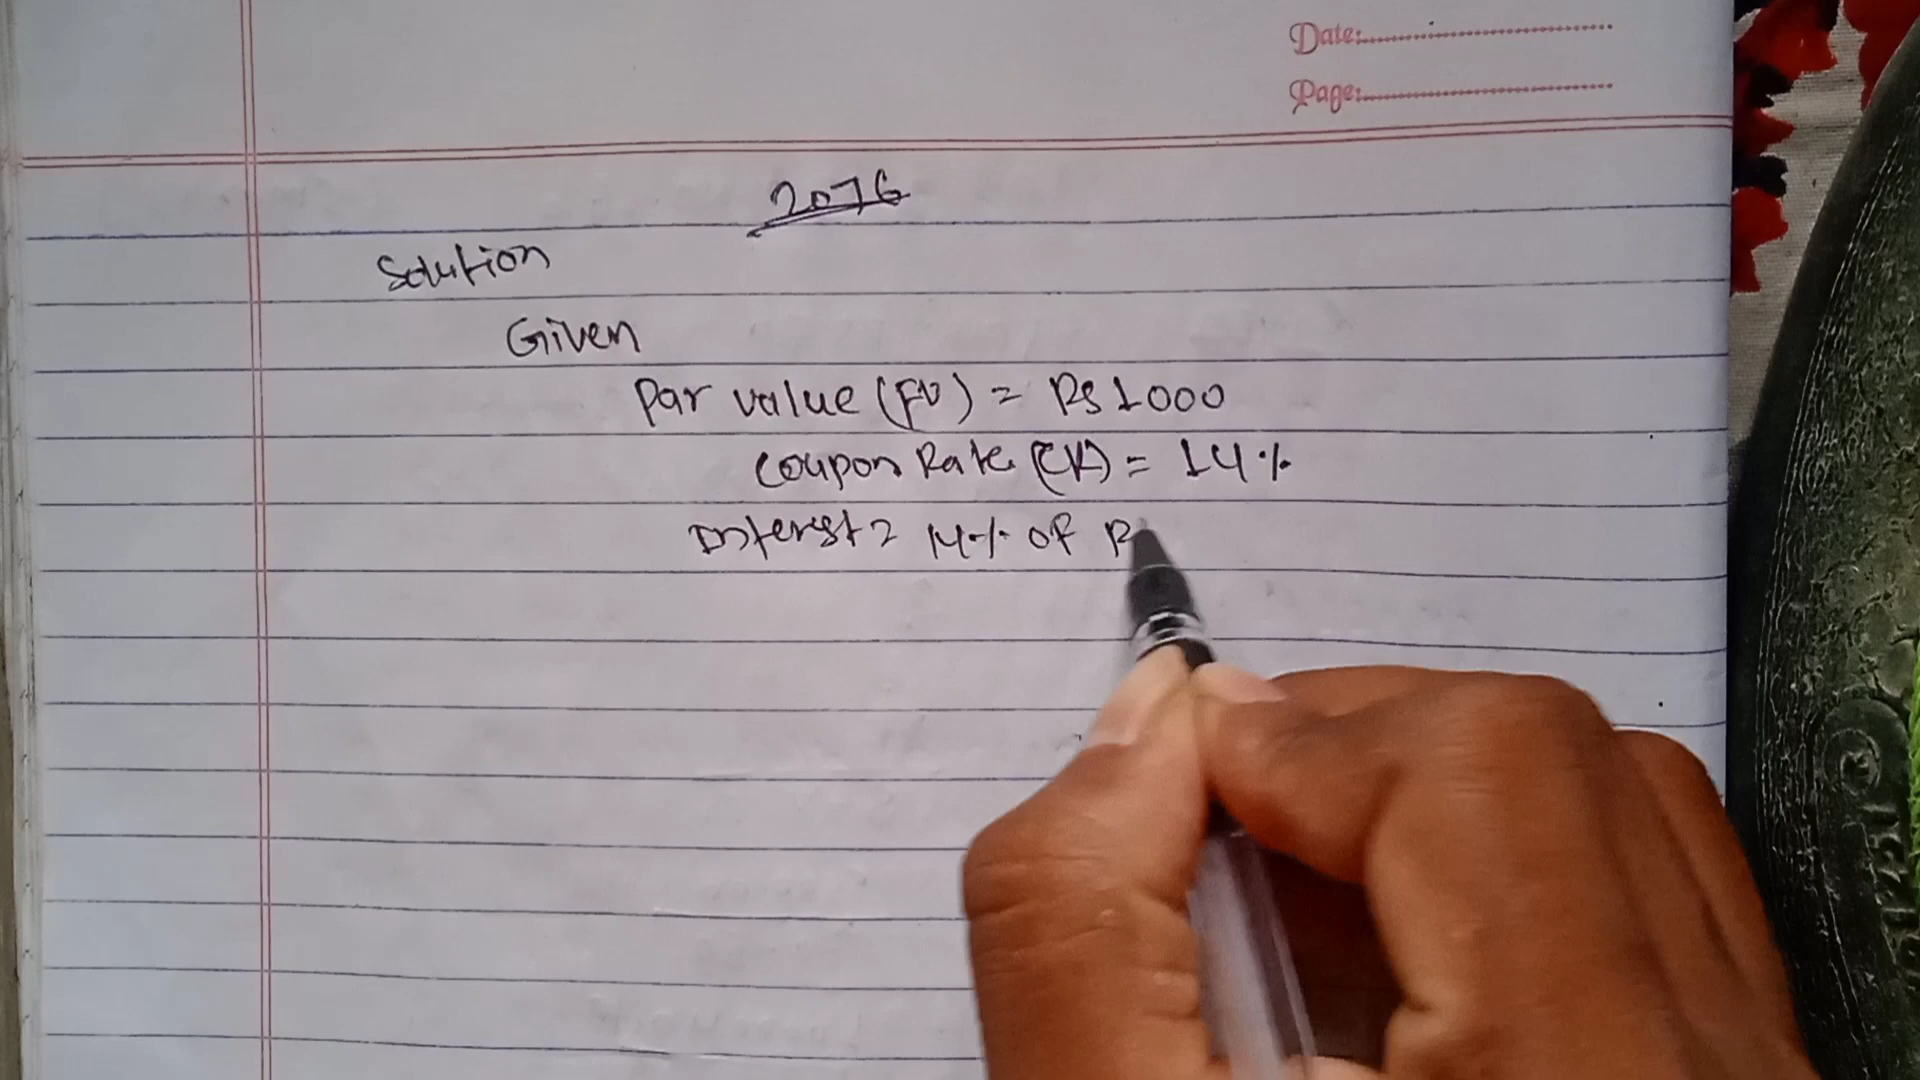 Date:
Page:
2076
Solution
Given
Par value (FV) = Rs 1000
Coupon Rate (CR) = 14%
Interest = 14% of R